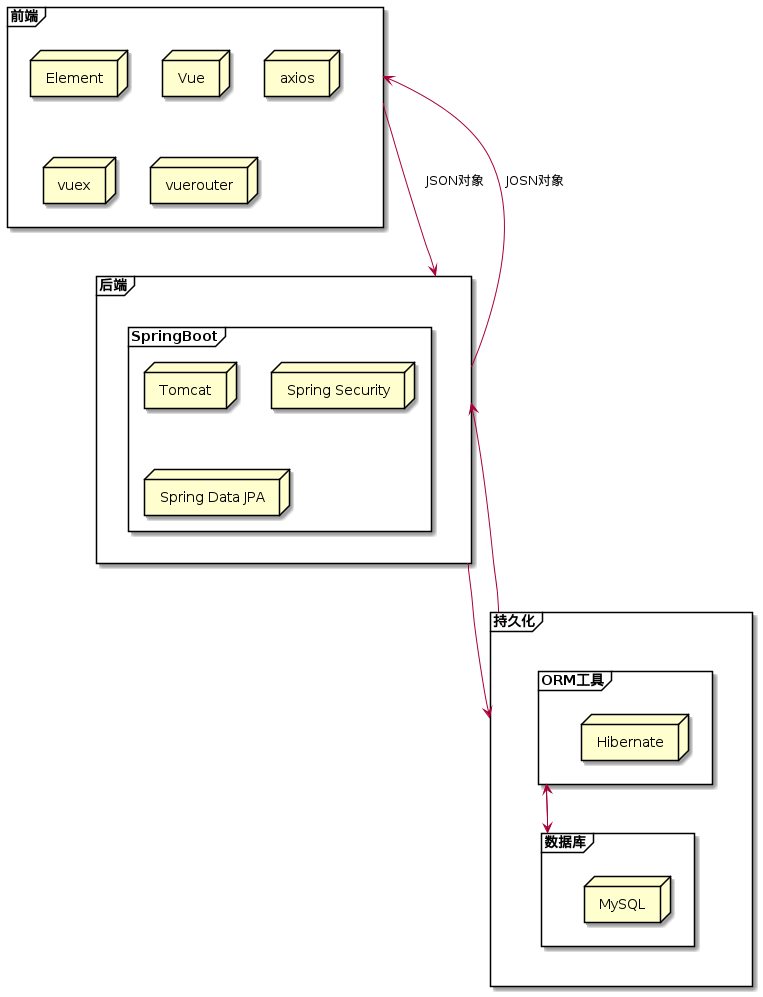 前端
Element
Vue
axios
vuex
vuerouter
JSON对象
JOSN对象
后端
SpringBoot
Tomcat
Spring Security
Spring Data JPA
持久化
ORM工具
Hibernate
数据库
MySQL